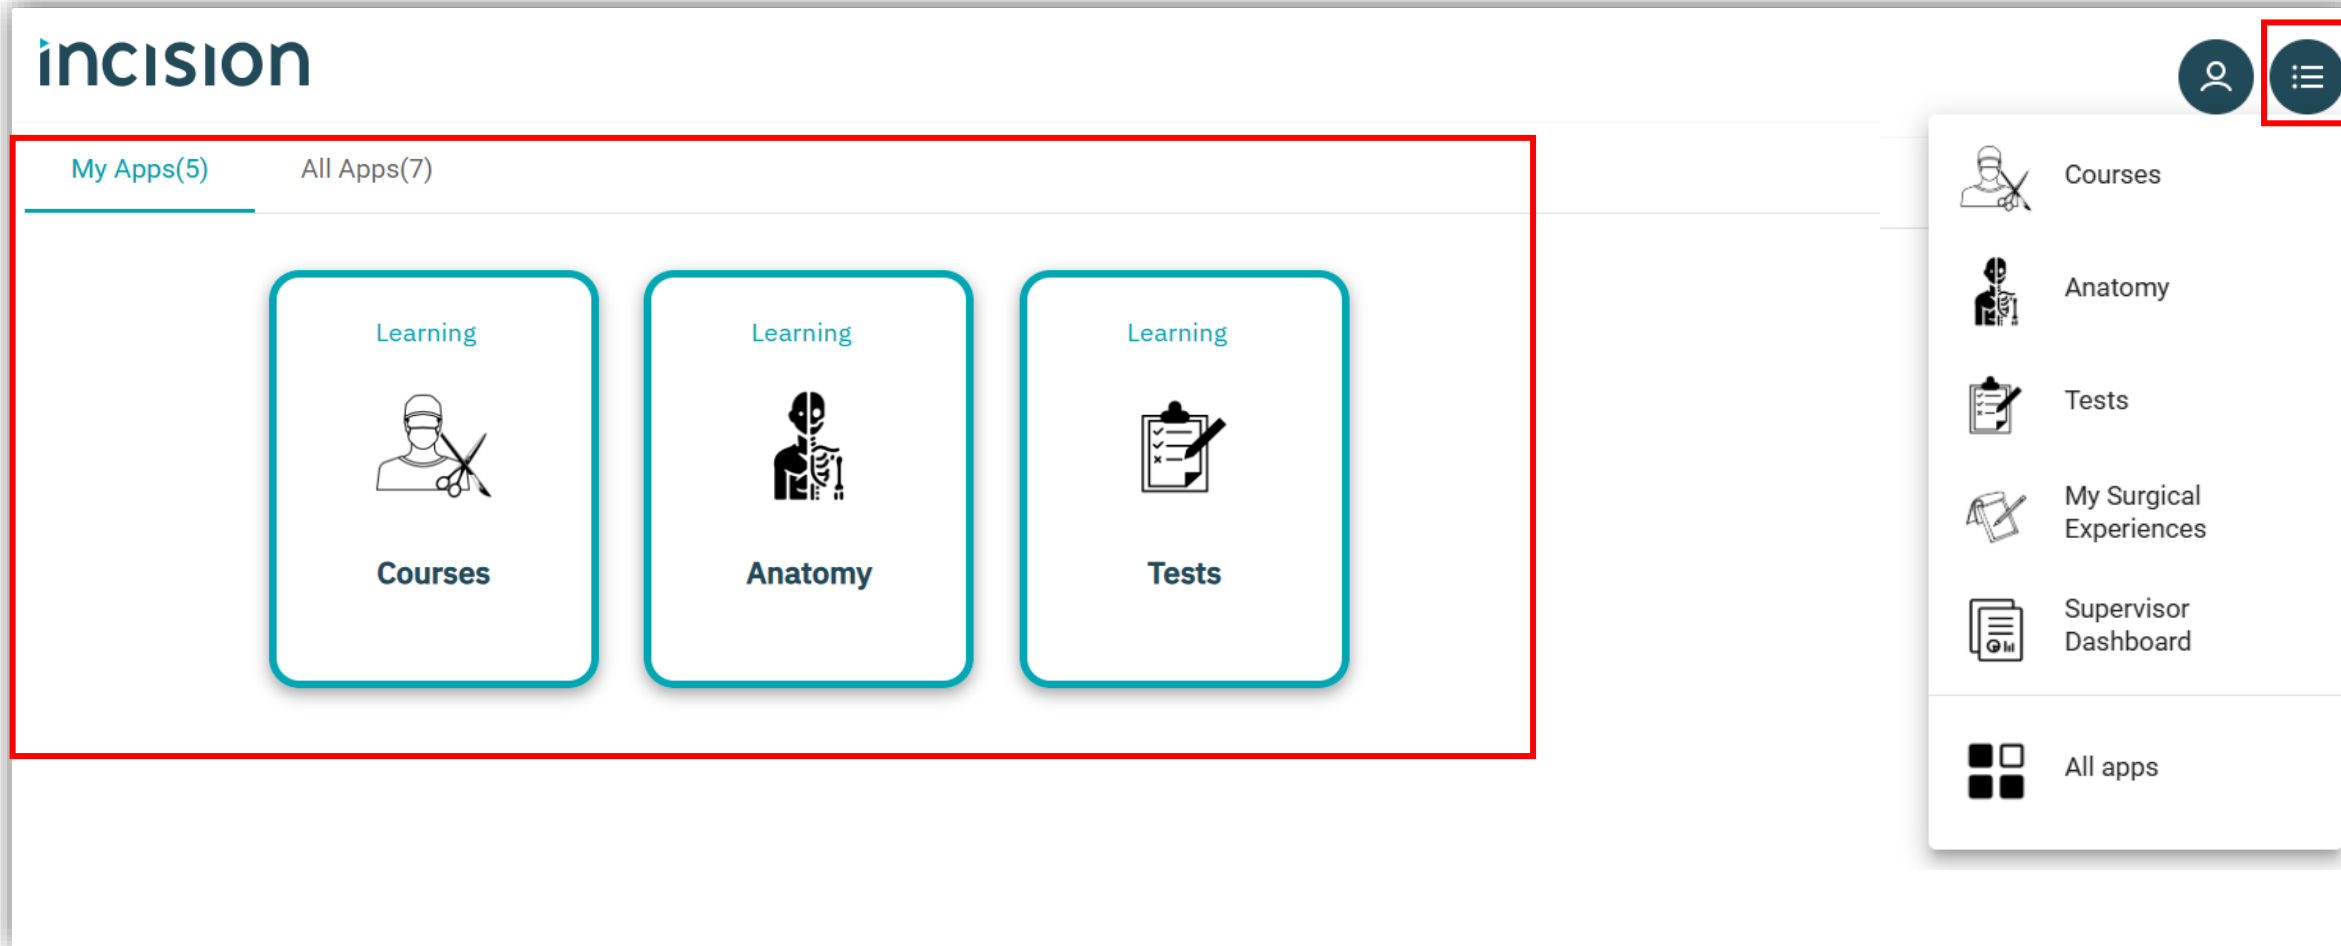 incision
My Apps(5)
All Apps(7)
Learning
Courses
Learning
Anatomy
Learning
Tests
Courses
Anatomy
Tests
My Surgical
Experiences
Supervisor
Dashboard
All apps